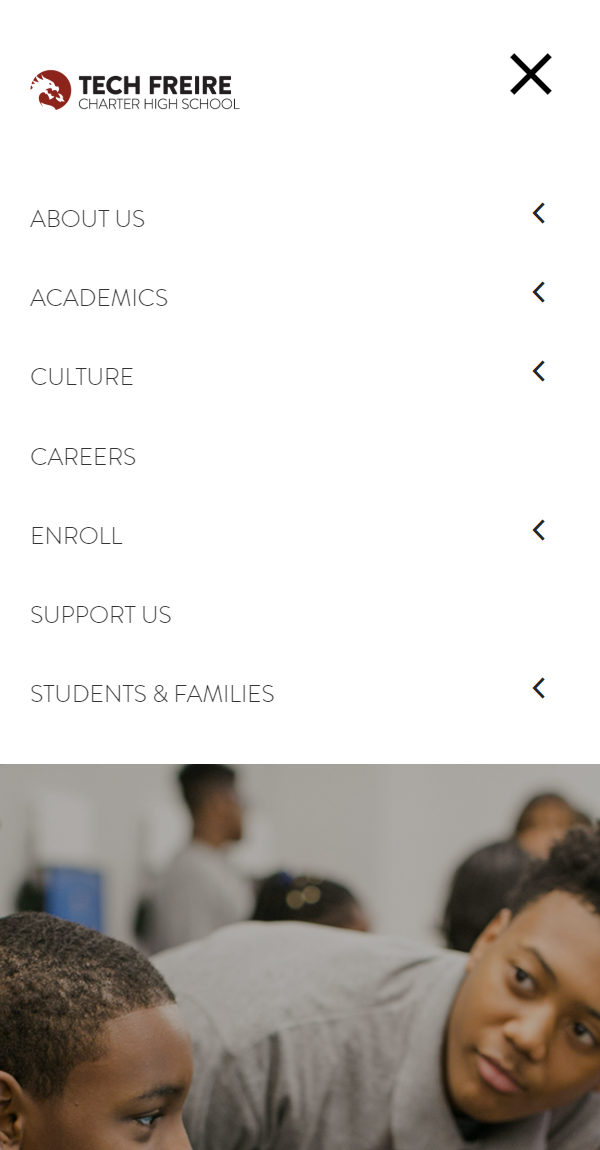 TECH FREIRE
CHARTER HIGH SCHOOL
ABOUT US
ACADEMICS
CULTURE
CAREERS
ENROLL
SUPPORT US
STUDENTS & FAMILIES